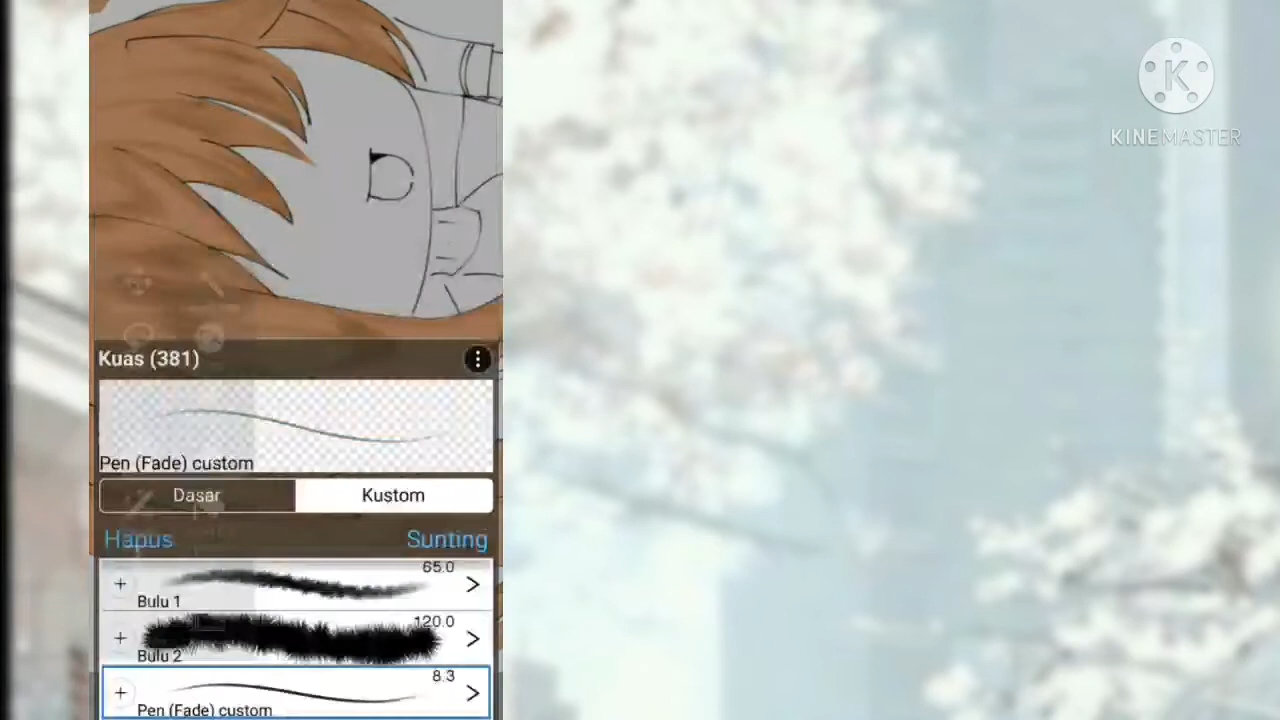 KINEMASTER
Kuas (381)
Pen (Fade) custom
Dasar
Kustom
Hapus
Sunting
65.0
Bulu 1
120.0
Bulu 2
8.3
Pen (Fade) custom